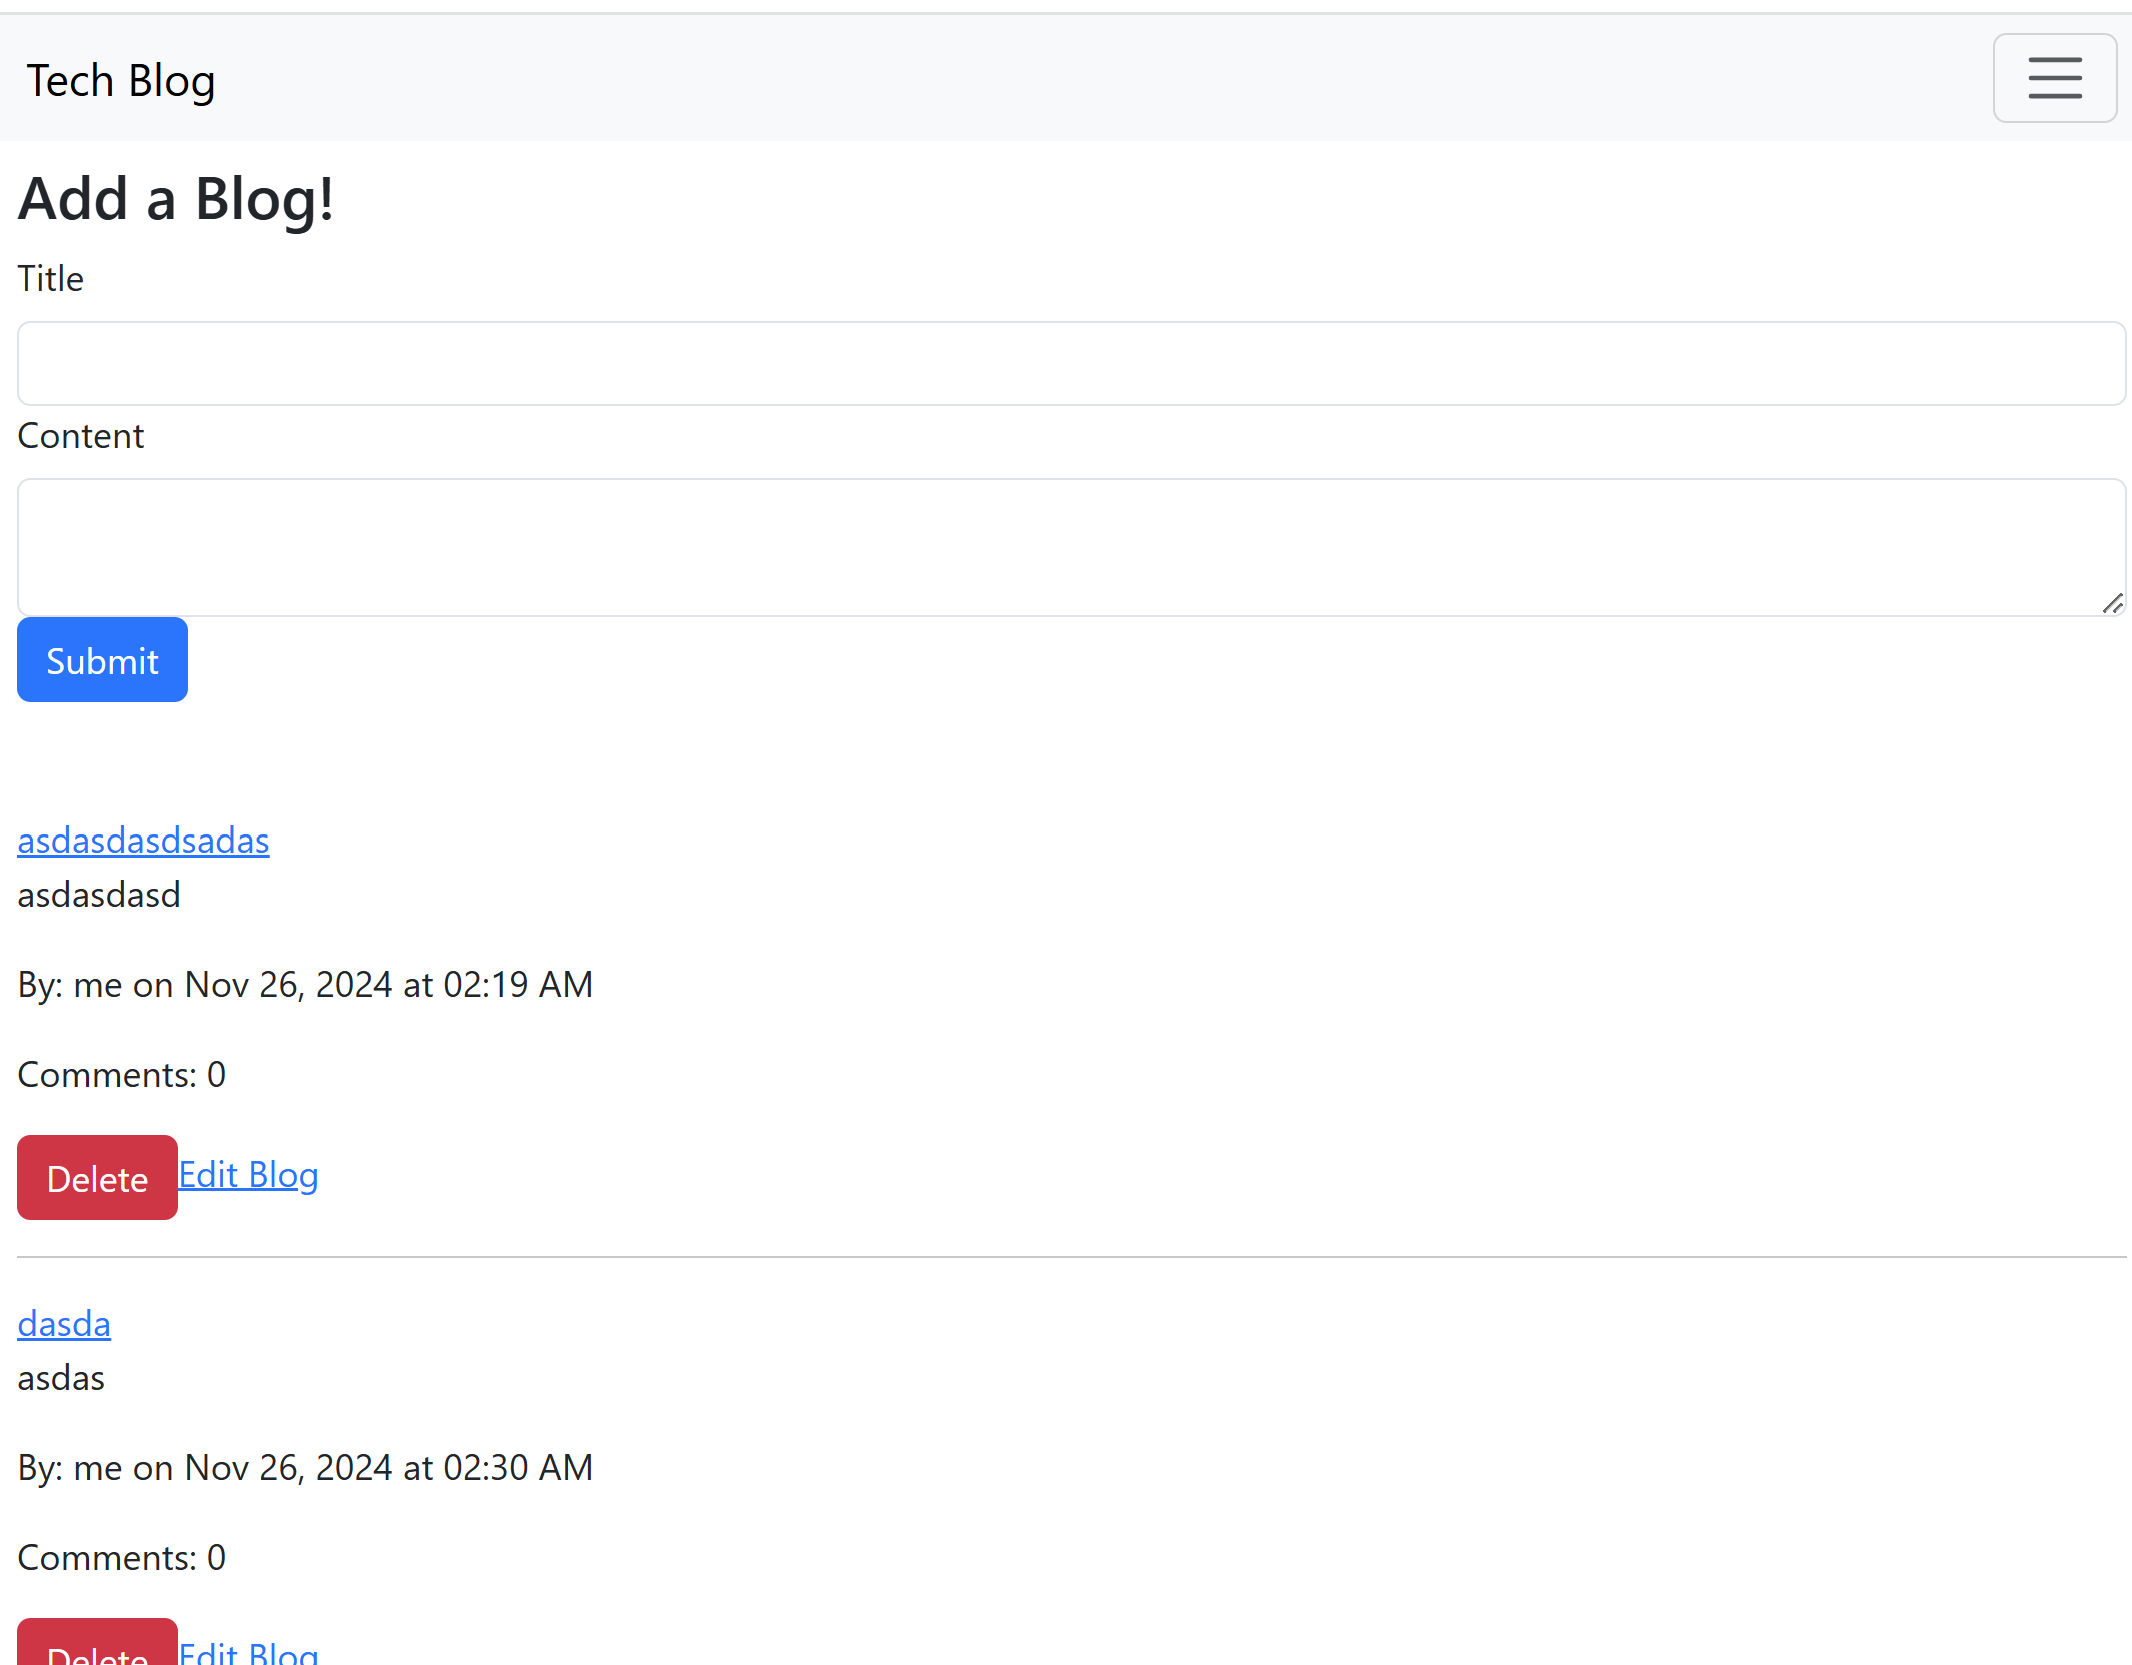 Tech Blog
Add a Blog!
Title
Content
Submit
asdasdasdsadas
asdasdasd
By: me on Nov 26, 2024 at 02:19 AM
Comments: 0
Delete Edit Blog
dasda
asdas
By: me on Nov 26, 2024 at 02:30 AM
Comments: 0
Delete Edit Blog